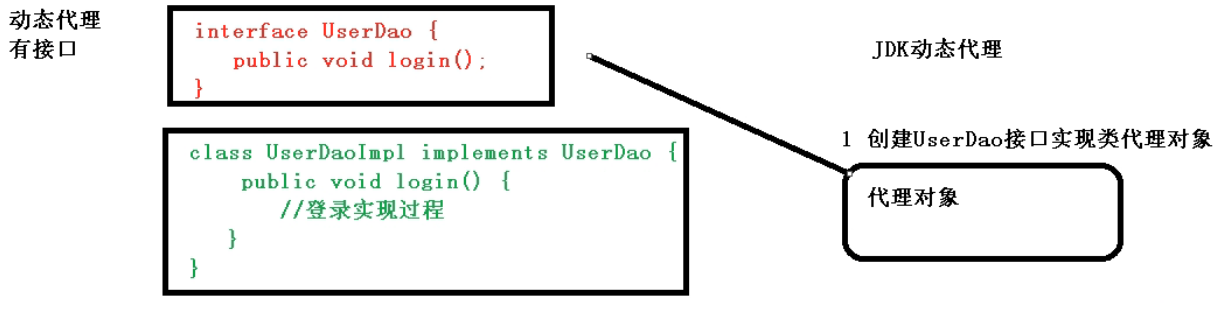 动态代理
有接口
interface UserDao {
public void login();
}
class UserDaoImpl implements UserDao {
public void login() {
//登录实现过程
}
}
JDK动态代理
1 创建UserDao接口实现类代理对象
代理对象